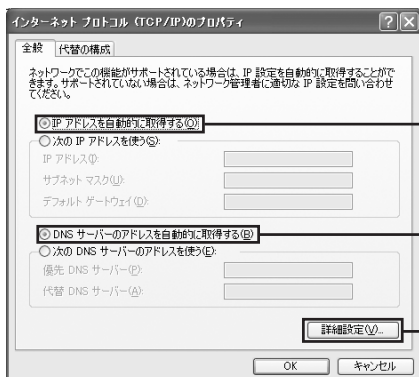 インターネット プロトコル (TCP/IP)のプロパティ
全般 代替の構成
ネットワークでこの機能がサポートされている場合は、IP 設定を自動的に取得することがで
きます。サポートされていない場合は、ネットワーク管理者に適切な IP 設定を問い合わせ
てください。
IP アドレスを自動的に取得する(O)
次の IP アドレスを使う(S):
IP アドレス(I):
サブネット マスク(U):
デフォルト ゲートウェイ(D):
DNS サーバーのアドレスを自動的に取得する(B)
次の DNS サーバーのアドレスを使う(E):
優先 DNS サーバー(P):
代替 DNS サーバー(A):
詳細設定(V)...
OK キャンセル